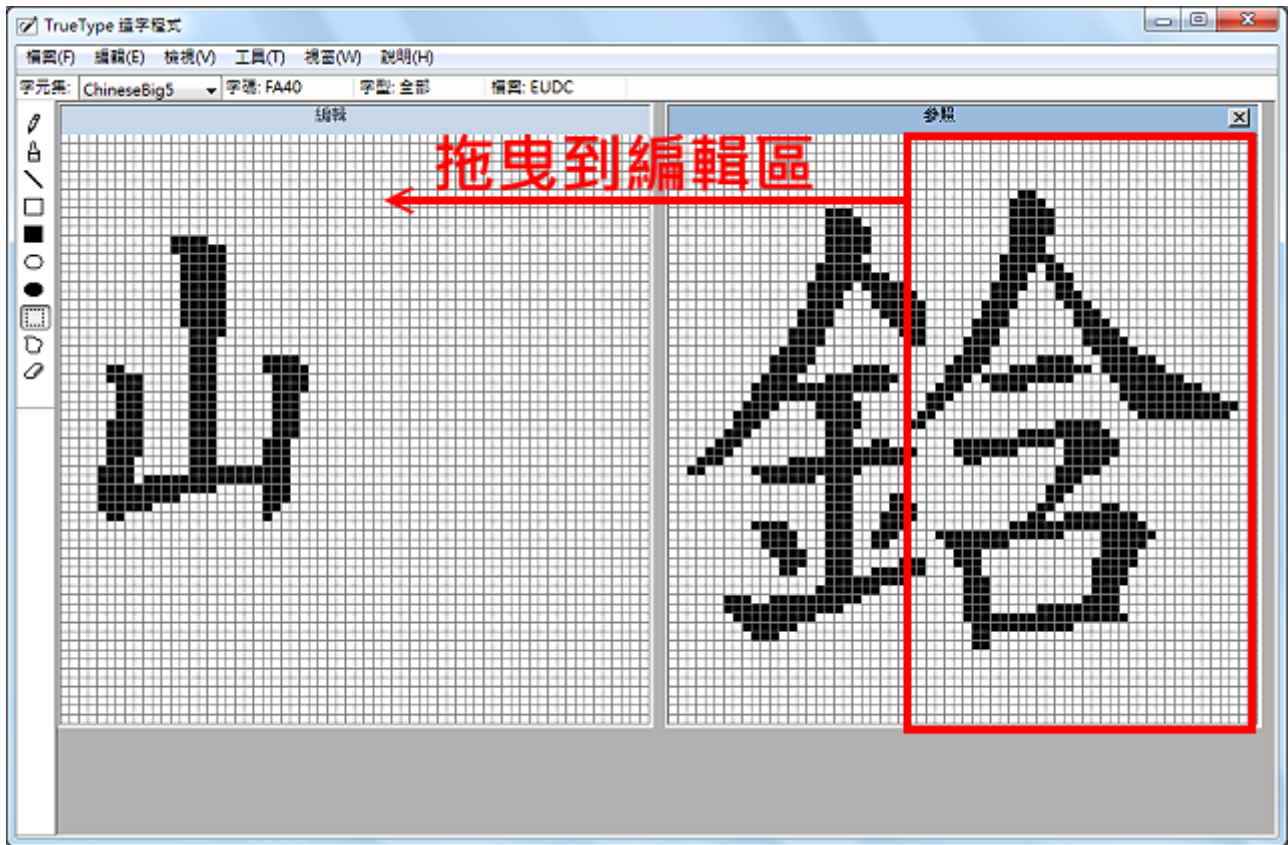 TrueType 造字程式
檔案(F) 編輯(E) 檢視(V) 工具(T) 視窗(W) 說明(H)
字元集: ChineseBig5 字碼: FA40 字型: 全部 檔案: EUDC
編輯 參照
拖曳到編輯區
山 鋡